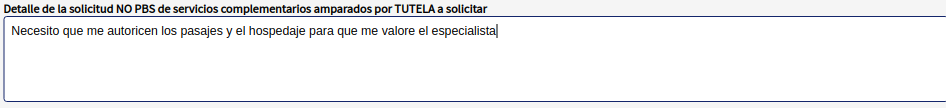 Detalle de la solicitud NO PBS de servicios complementarios amparados por TUTELA a solicitar
Necesito que me autoricen los pasajes y el hospedaje para que me valore el especialista